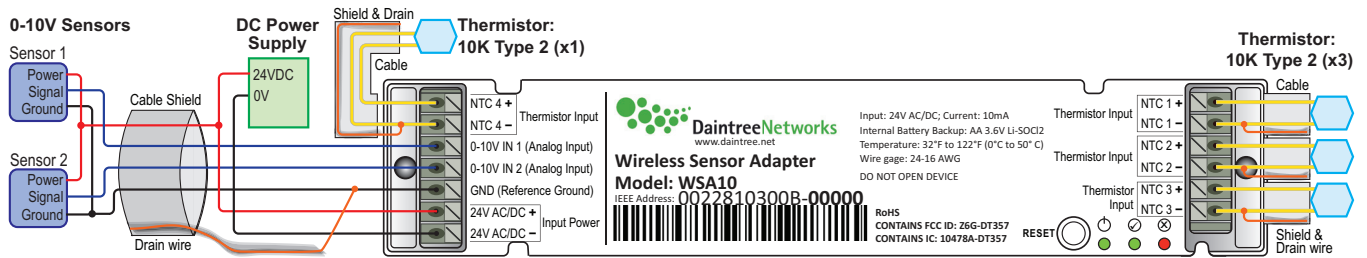 0-10V Sensors
Sensor 1
Power
Signal
Ground
Sensor 2
Power
Signal
Ground
Cable Shield
Drain wire
DC Power
Supply
24VDC
0V
Shield & Drain
Cable
Thermistor:
10K Type 2 (x1)
NTC 4 +
NTC 4 −
Thermistor Input
0-10V IN 1 (Analog Input)
0-10V IN 2 (Analog Input)
GND (Reference Ground)
24V AC/DC +
24V AC/DC −
Input Power
DaintreeNetworks
www.daintree.net
Wireless Sensor Adapter
Model: WSA10
IEEE Address: 0022810300B-00000
Input: 24V AC/DC; Current: 10mA
Internal Battery Backup: AA 3.6V Li-SOCl2
Temperature: 32°F to 122°F (0°C to 50° C)
Wire gage: 24-16 AWG
DO NOT OPEN DEVICE
RoHS
CONTAINS FCC ID: Z6G-DT357
CONTAINS IC: 10478A-DT357
RESET
Thermistor Input
NTC 1 +
NTC 1 −
Thermistor Input
NTC 2 +
NTC 2 −
Thermistor
Input
NTC 3 +
NTC 3 −
Thermistor:
10K Type 2 (x3)
Cable
Shield &
Drain wire